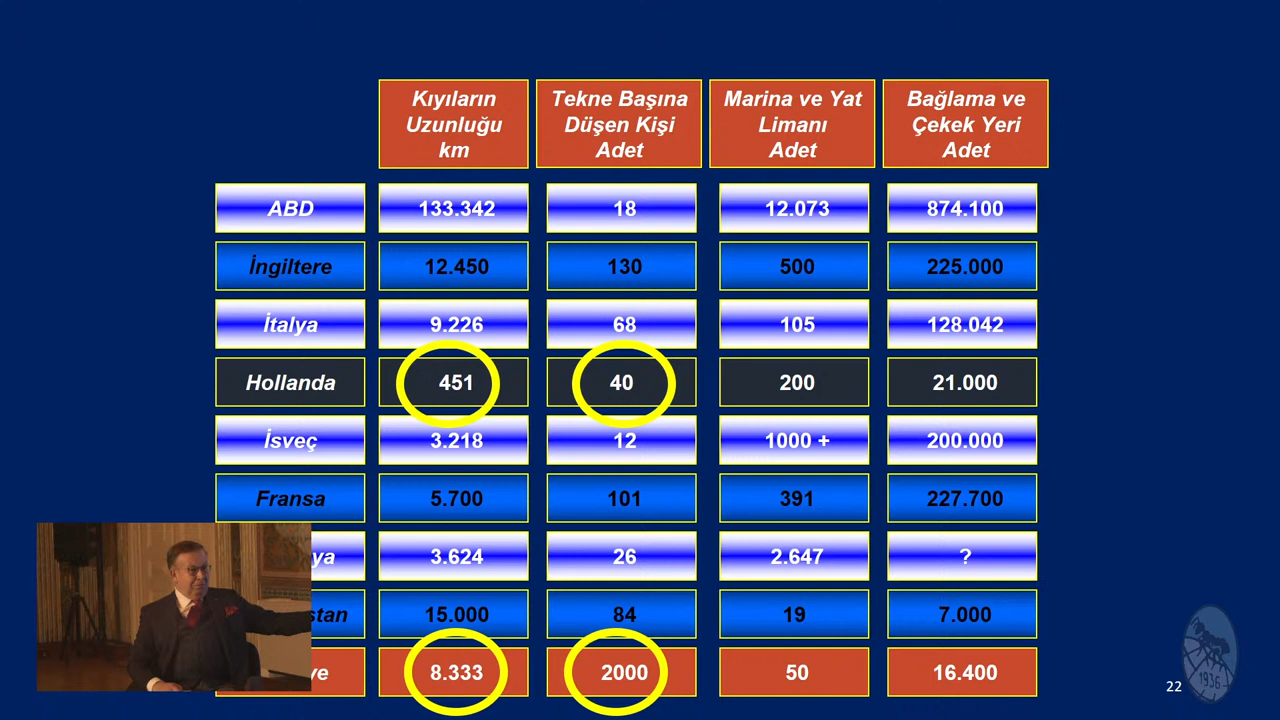 Kıyıların
Uzunluğu
km
Tekne Başına
Düşen Kişi
Adet
Marina ve Yat
Limanı
Adet
Bağlama ve
Çekek Yeri
Adet
ABD 133.342 18 12.073 874.100
İngiltere 12.450 130 500 225.000
İtalya 9.226 68 105 128.042
Hollanda 451 40 200 21.000
İsveç 3.218 12 1000 + 200.000
Fransa 5.700 101 391 227.700
ya 3.624 26 2.647 ?
stan 15.000 84 19 7.000
ye 8.333 2000 50 16.400
22
1936